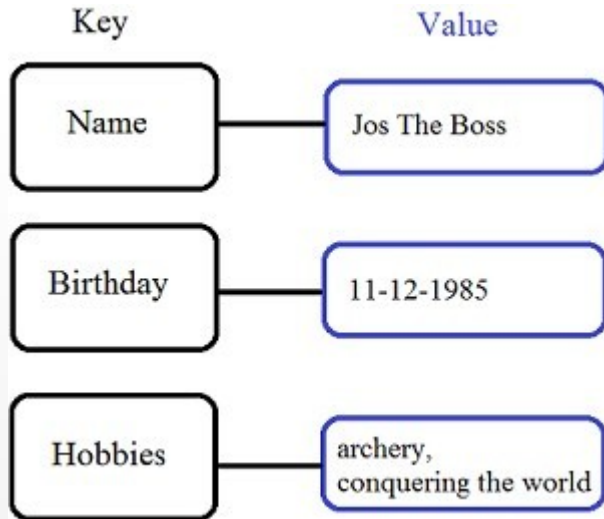 Key Value
Name Jos The Boss
Birthday 11-12-1985
Hobbies archery,
conquering the world